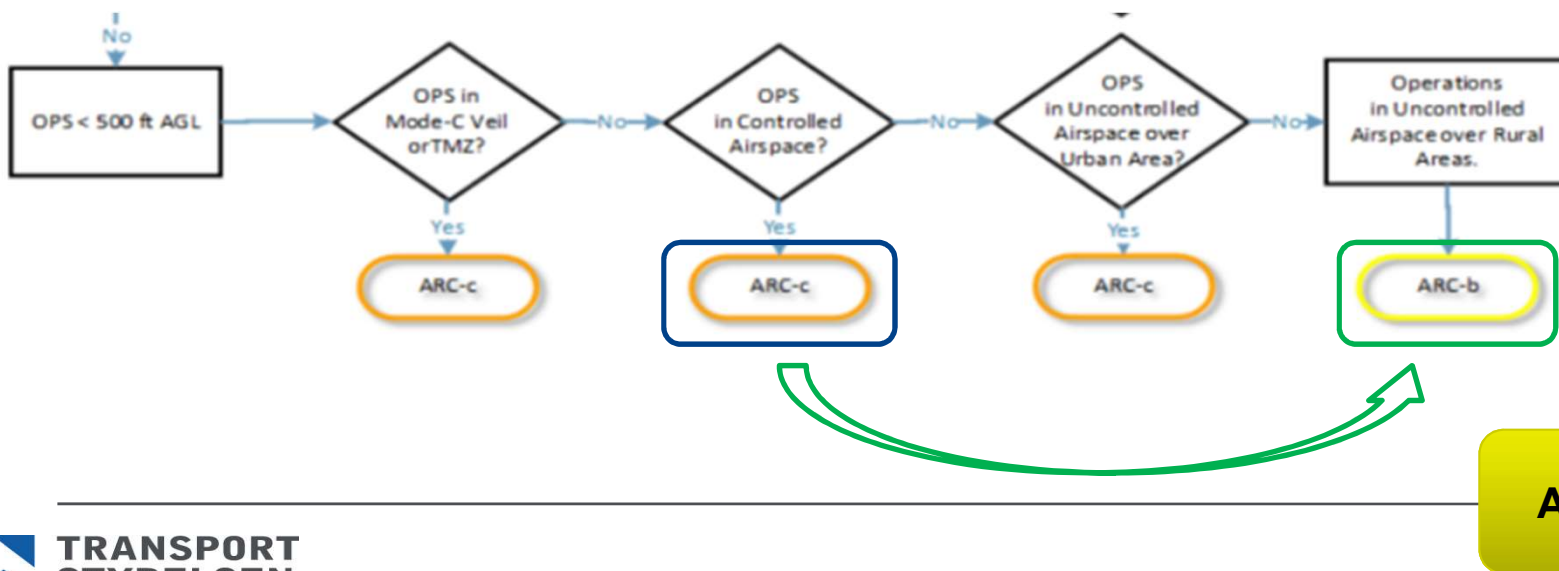 No
OPS < 500 ft AGL
OPS in
Mode-C Veil
or TMZ?
No
OPS
in Controlled
Airspace?
No
OPS
in Uncontrolled
Airspace over
Urban Area?
No
Operations
in Uncontrolled
Airspace over Rural
Areas.
Yes
Yes
Yes
ARC-c
ARC-c
ARC-c
ARC-b
A
TRANSPORT